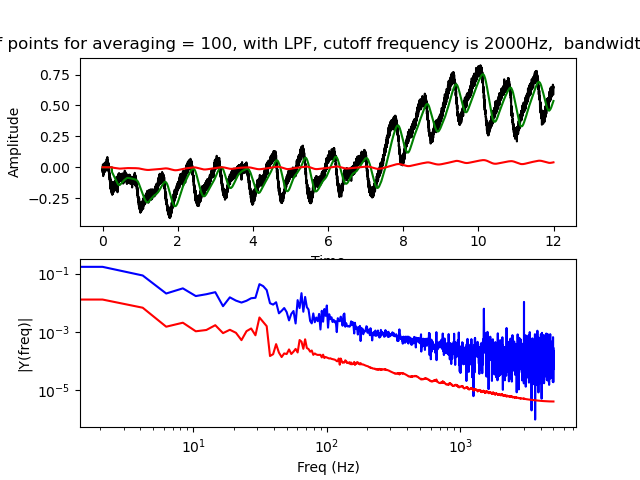 points for averaging = 100, with LPF, cutoff frequency is 2000Hz,
Amplitude
0.75
0.50
0.25
0.00
−0.25
0 2 4 6 8 10 12
|Y(freq)|
10⁻¹
10⁻³
10⁻⁵
10¹ 10² 10³
Freq (Hz)